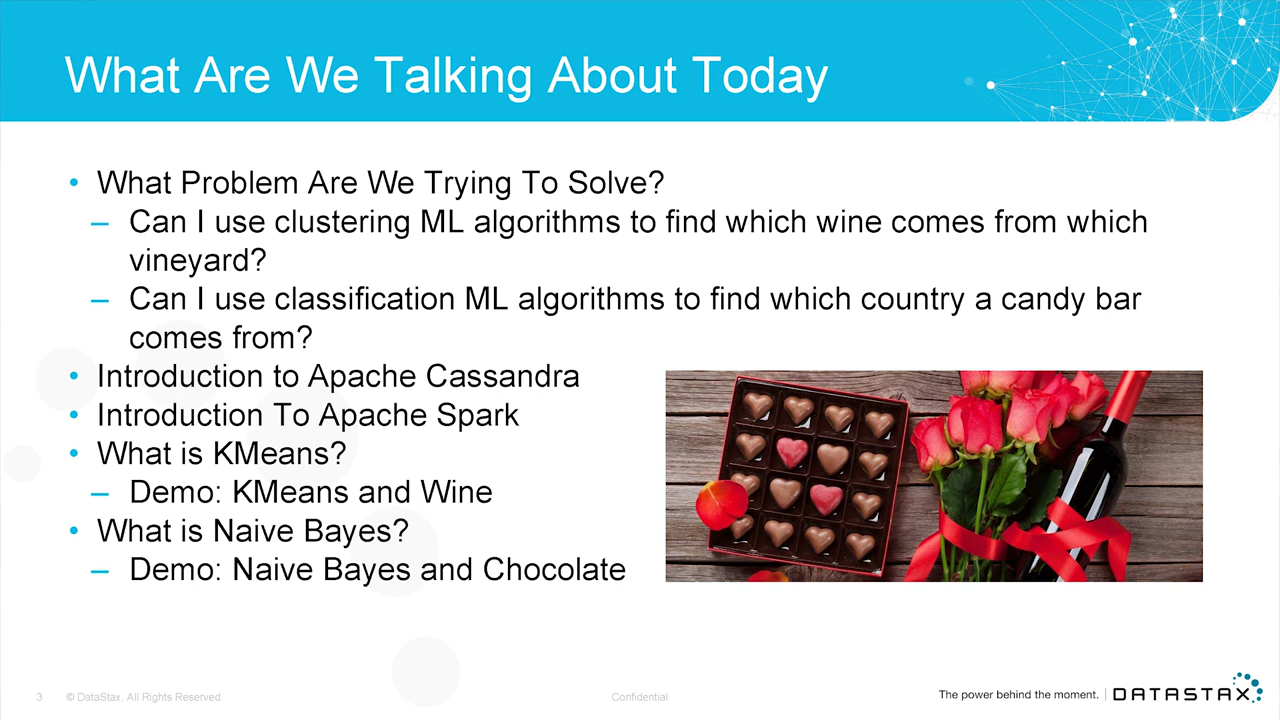 What Are We Talking About Today
• What Problem Are We Trying To Solve?
– Can I use clustering ML algorithms to find which wine comes from which
vineyard?
– Can I use classification ML algorithms to find which country a candy bar
comes from?
• Introduction to Apache Cassandra
• Introduction To Apache Spark
• What is KMeans?
– Demo: KMeans and Wine
• What is Naive Bayes?
– Demo: Naive Bayes and Chocolate
3 © DataStax, All Rights Reserved. Confidential The power behind the moment. | DATASTAX